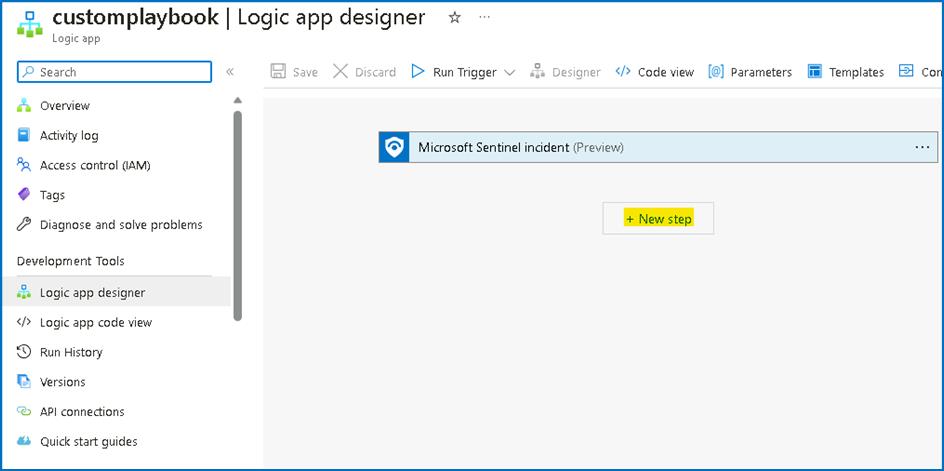 customplaybook | Logic app designer ☆ ...
Logic app
Search
«
Save Discard Run Trigger Designer Code view Parameters Templates Con
Overview
Activity log
Access control (IAM)
Tags
Diagnose and solve problems
Development Tools
Logic app designer
Logic app code view
Run History
Versions
API connections
Quick start guides
Microsoft Sentinel incident (Preview) ...
+ New step